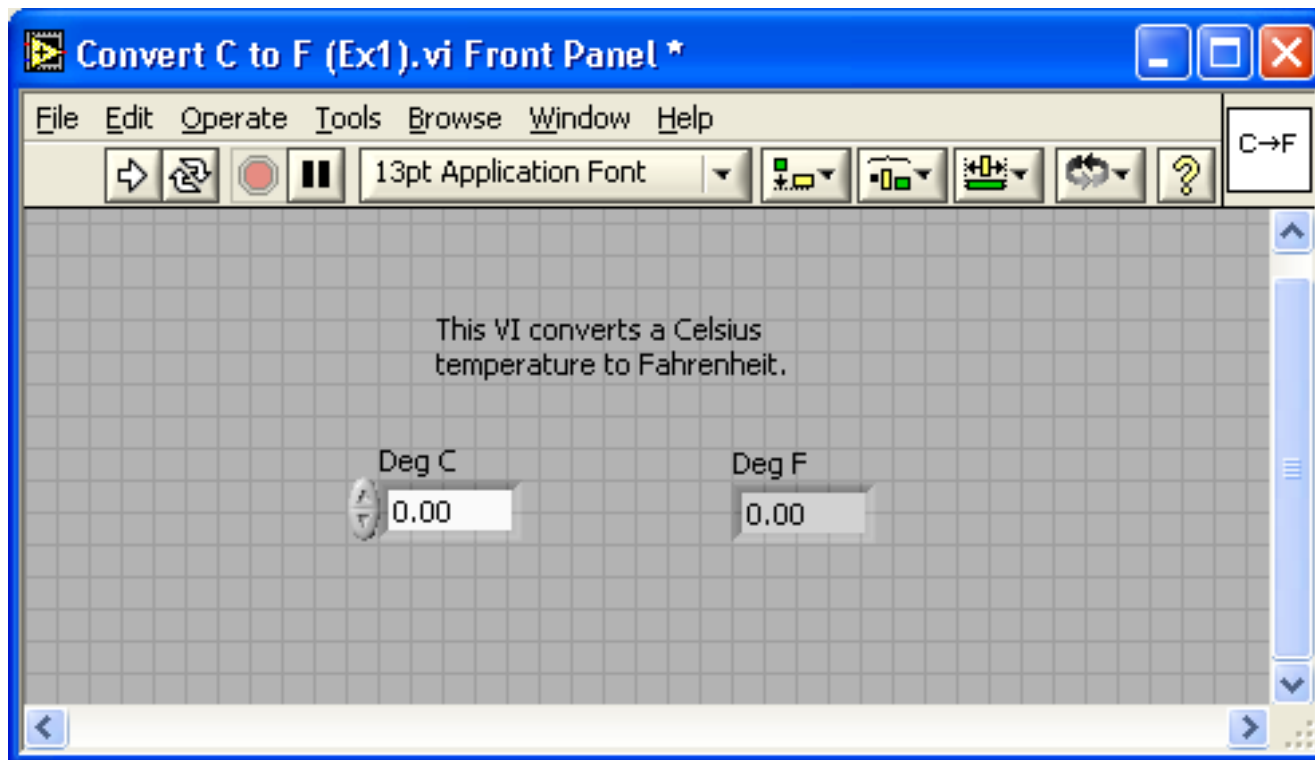 Convert C to F (Ex1).vi Front Panel *
File Edit Operate Tools Browse Window Help
C→F
13pt Application Font
This VI converts a Celsius
temperature to Fahrenheit.
Deg C Deg F
0.00 0.00